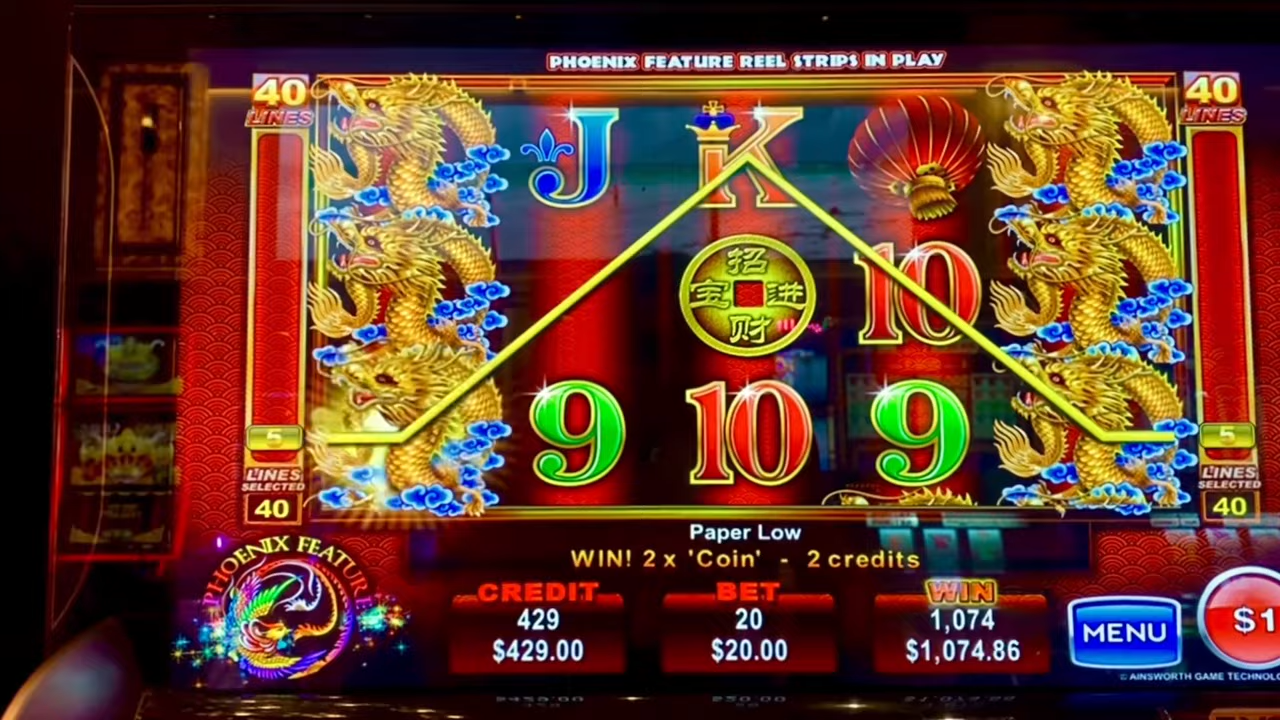 PHOENIX FEATURE REEL STRIPS IN PLAY
40
LINES
40
LINES
J
K
招
宝 进
财
10
5
9
10
9
5
LINES
SELECTED
40
LINES
SELECTED
40
Paper Low
WIN! 2 x 'Coin' - 2 credits
PHOENIX FEATURE
CREDIT
429
$429.00
BET
20
$20.00
WIN
1,074
$1,074.86
MENU
$1
© AINSWORTH GAME TECHNOLO